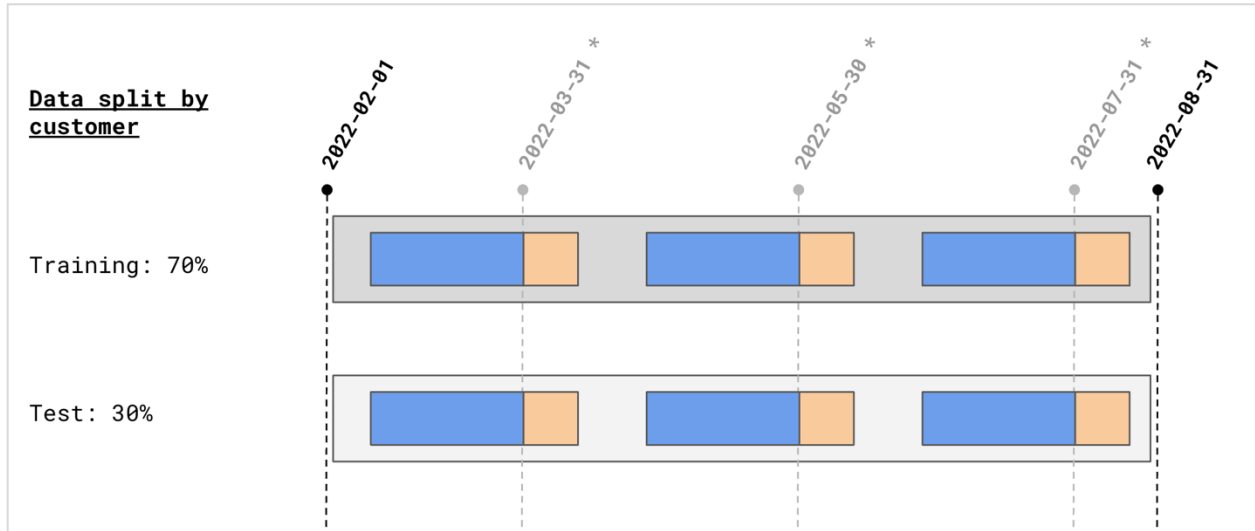 Data split by
customer
2022-02-01
2022-03-31 *
2022-05-30 *
2022-07-31 *
2022-08-31
Training: 70%
Test: 30%